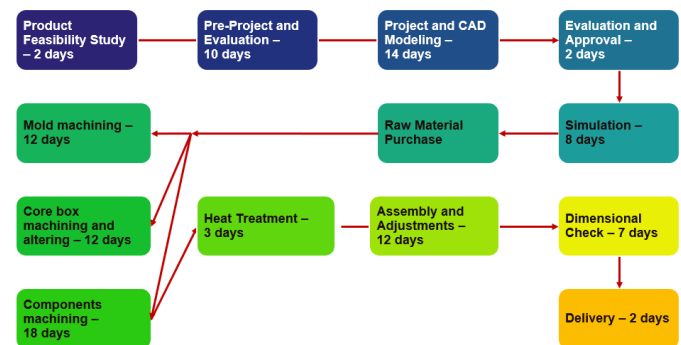 Product
Feasibility Study
– 2 days
Pre-Project and
Evaluation –
10 days
Project and CAD
Modeling –
14 days
Evaluation and
Approval –
2 days
Mold machining –
12 days
Raw Material
Purchase
Simulation –
8 days
Core box
machining and
altering – 12 days
Heat Treatment –
3 days
Assembly and
Adjustments –
12 days
Dimensional
Check – 7 days
Components
machining –
18 days
Delivery – 2 days